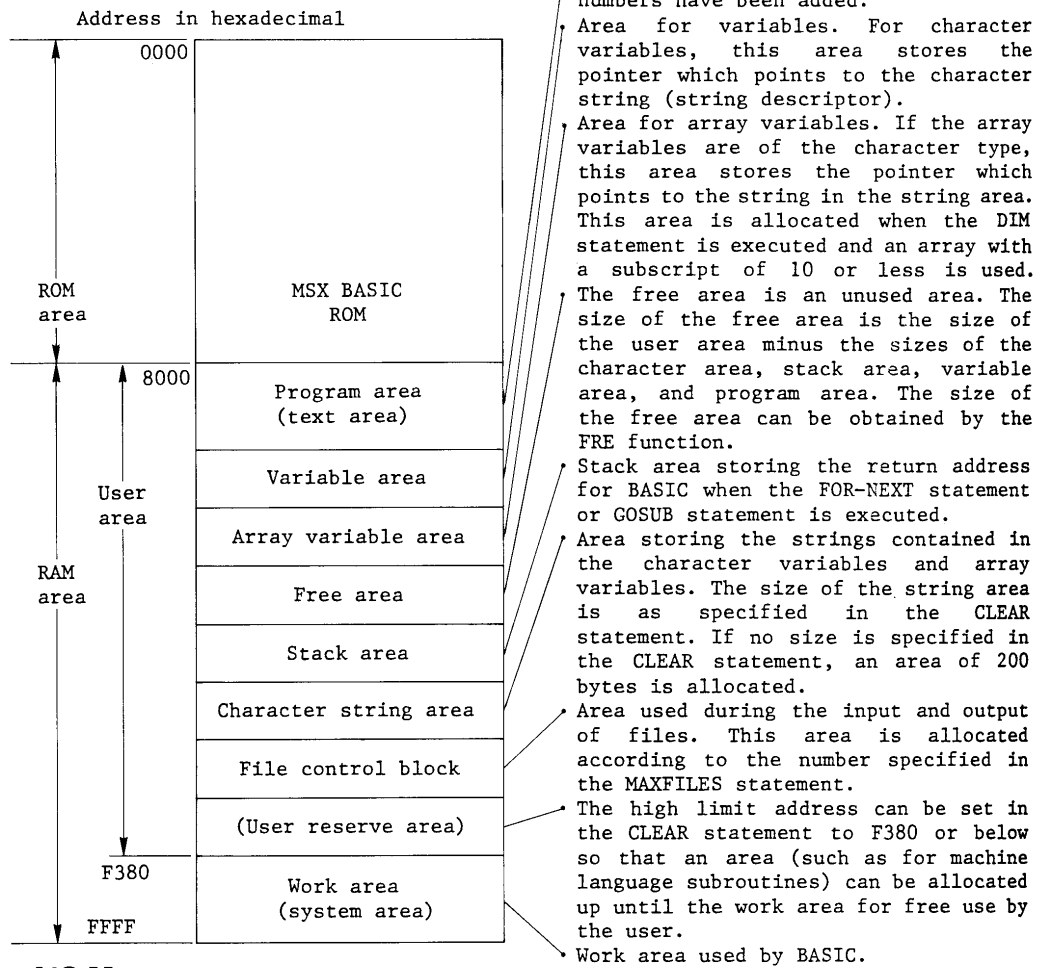 Address in hexadecimal
0000
ROM
area
MSX BASIC
ROM
8000
Program area
(text area)
Variable area
User
area
Array variable area
RAM
area
Free area
Stack area
Character string area
File control block
(User reserve area)
F380
Work area
(system area)
FFFF
numbers have been added.
Area for variables. For character
variables, this area stores the
pointer which points to the character
string (string descriptor).
Area for array variables. If the array
variables are of the character type,
this area stores the pointer which
points to the string in the string area.
This area is allocated when the DIM
statement is executed and an array with
a subscript of 10 or less is used.
The free area is an unused area. The
size of the free area is the size of
the user area minus the sizes of the
character area, stack area, variable
area, and program area. The size of
the free area can be obtained by the
FRE function.
Stack area storing the return address
for BASIC when the FOR-NEXT statement
or GOSUB statement is executed.
Area storing the strings contained in
the character variables and array
variables. The size of the string area
is as specified in the CLEAR
statement. If no size is specified in
the CLEAR statement, an area of 200
bytes is allocated.
Area used during the input and output
of files. This area is allocated
according to the number specified in
the MAXFILES statement.
The high limit address can be set in
the CLEAR statement to F380 or below
so that an area (such as for machine
language subroutines) can be allocated
up until the work area for free use by
the user.
Work area used by BASIC.